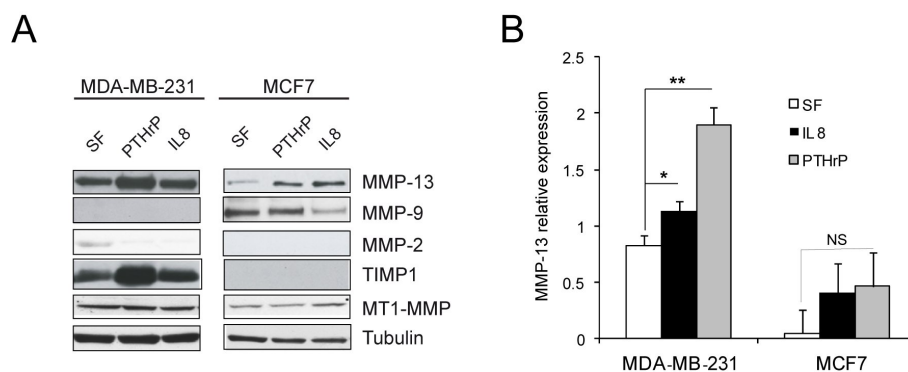 A
MDA-MB-231 MCF7
SF PTHrP IL8 SF PTHrP IL8
MMP-13
MMP-9
MMP-2
TIMP1
MT1-MMP
Tubulin
B
MMP-13 relative expression
2.5
2
1.5
1
0.5
0
**
*
NS
SF
IL 8
PTHrP
MDA-MB-231 MCF7